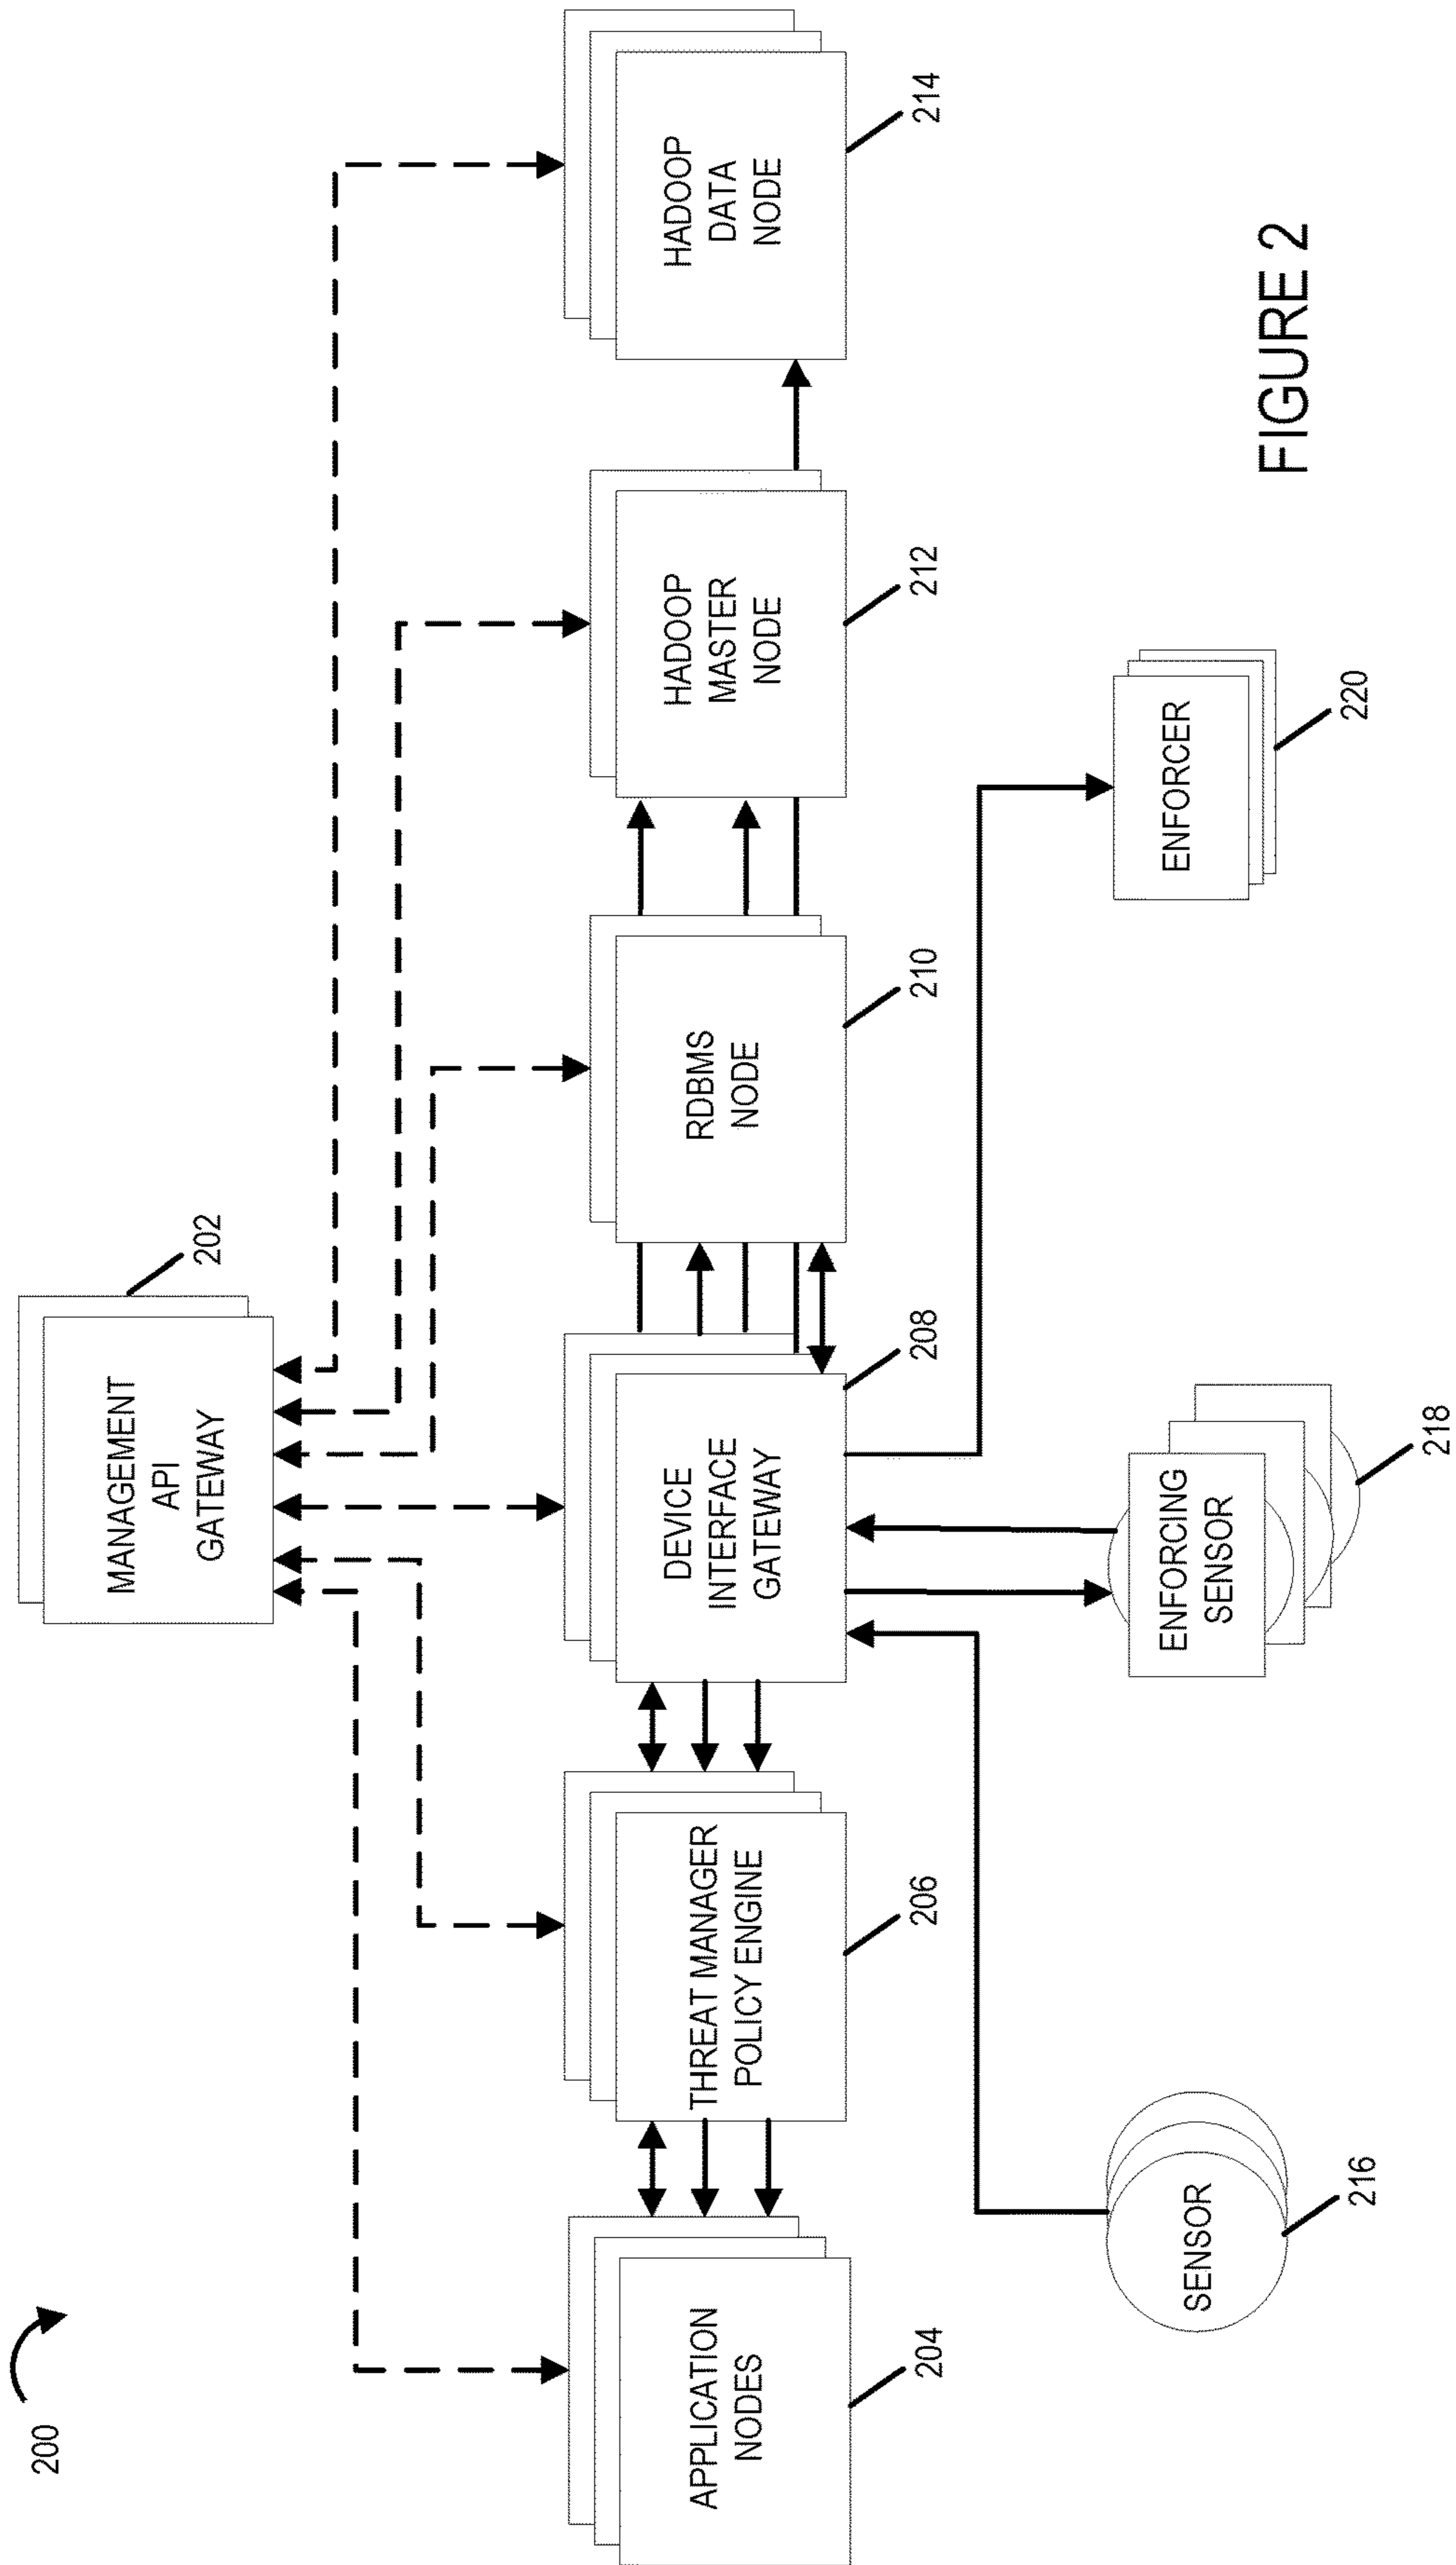 200
MANAGEMENT
API
GATEWAY
202
APPLICATION
NODES
204
THREAT MANAGER
POLICY ENGINE
206
DEVICE
INTERFACE
GATEWAY
208
RDBMS
NODE
210
HADOOP
MASTER
NODE
212
HADOOP
DATA
NODE
214
SENSOR
216
ENFORCING
SENSOR
218
ENFORCER
220
FIGURE 2